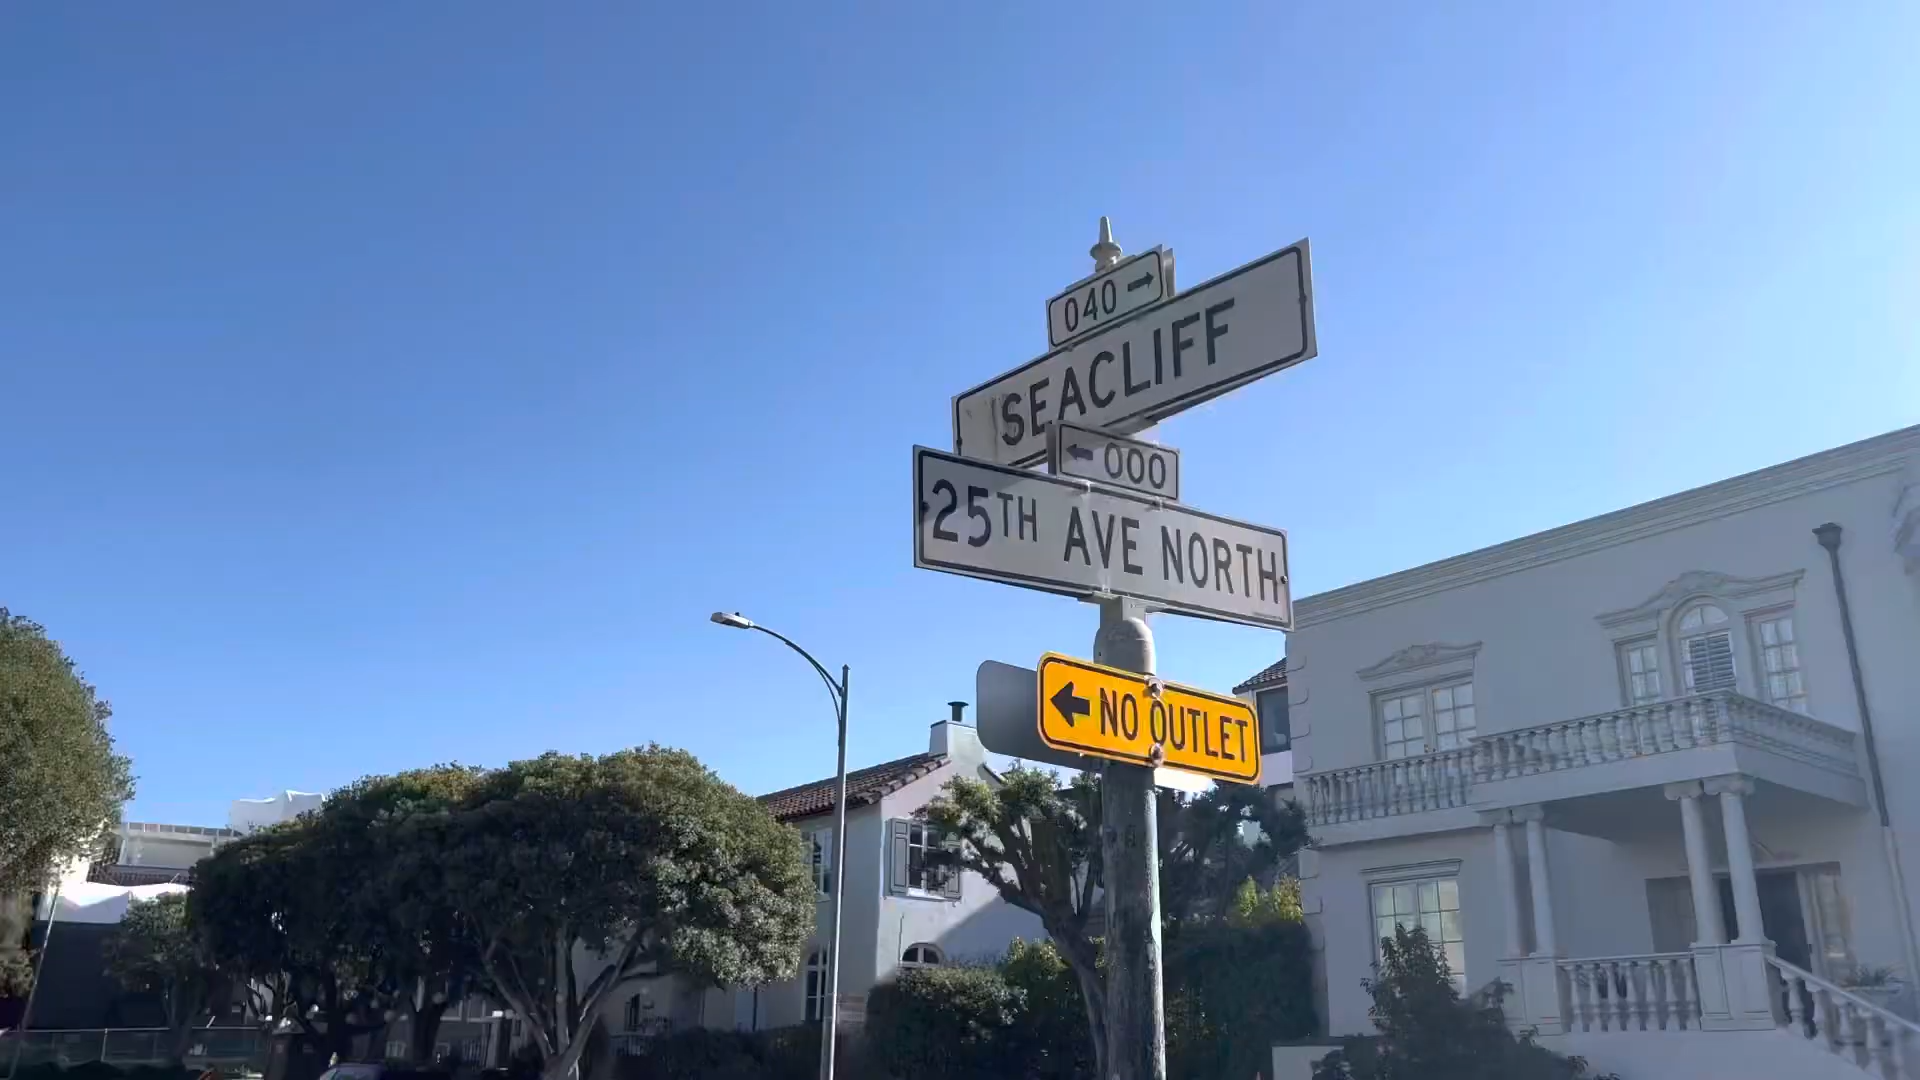 040 →
SEACLIFF
← 000
25TH AVE NORTH
← NO OUTLET